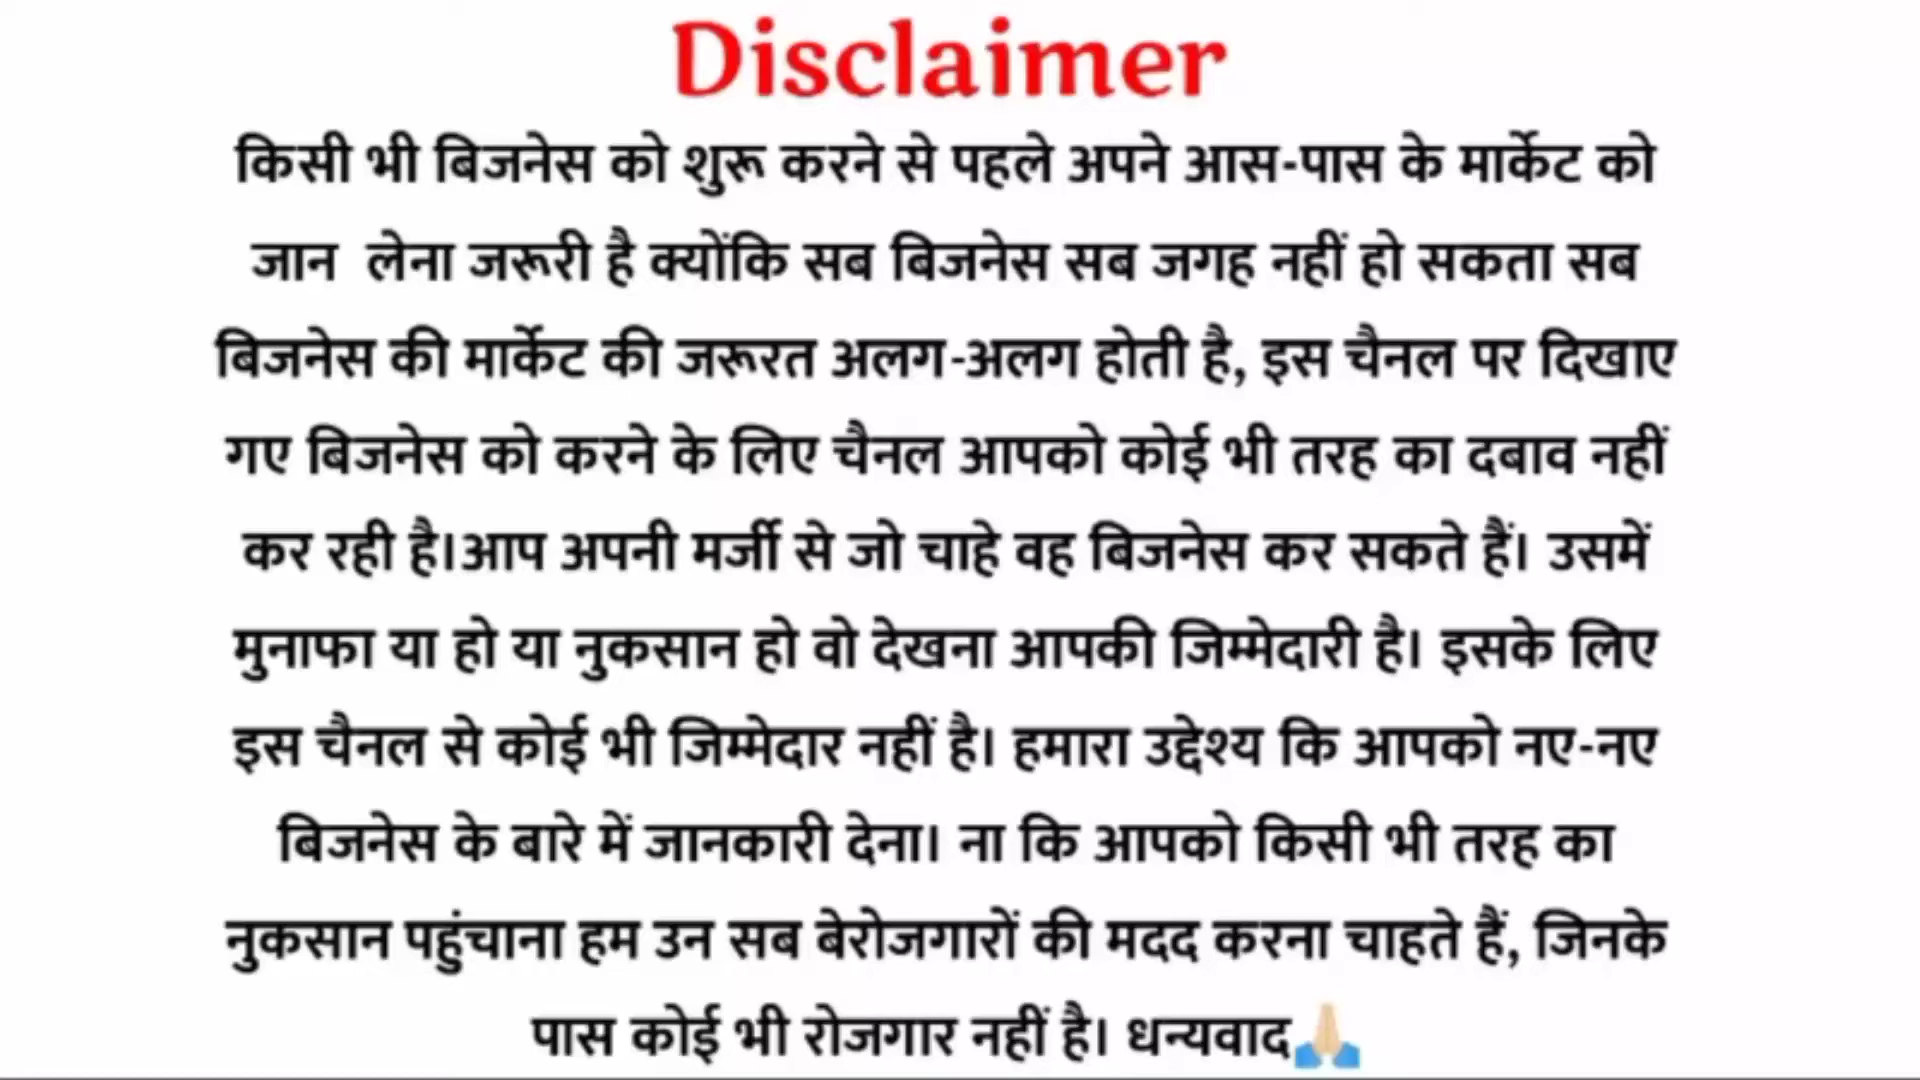 Disclaimer
किसी भी बिजनेस को शुरू करने से पहले अपने आस-पास के मार्केट को
जान लेना जरूरी है क्योंकि सब बिजनेस सब जगह नहीं हो सकता सब
बिजनेस की मार्केट की जरूरत अलग-अलग होती है, इस चैनल पर दिखाए
गए बिजनेस को करने के लिए चैनल आपको कोई भी तरह का दबाव नहीं
कर रही है।आप अपनी मर्जी से जो चाहे वह बिजनेस कर सकते हैं। उसमें
मुनाफा या हो या नुकसान हो वो देखना आपकी जिम्मेदारी है। इसके लिए
इस चैनल से कोई भी जिम्मेदार नहीं है। हमारा उद्देश्य कि आपको नए-नए
बिजनेस के बारे में जानकारी देना। ना कि आपको किसी भी तरह का
नुकसान पहुंचाना हम उन सब बेरोजगारों की मदद करना चाहते हैं, जिनके
पास कोई भी रोजगार नहीं है। धन्यवाद🙏🏼